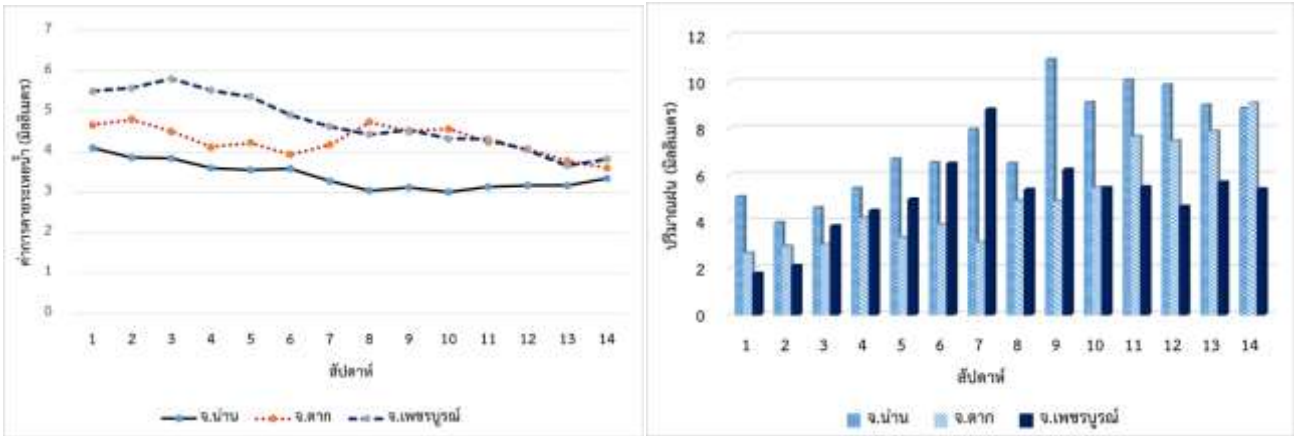 7
6
5
4
3
2
1
0
ค่าการคายระเหยน้ำ (มิลลิเมตร)
1 2 3 4 5 6 7 8 9 10 11 12 13 14
สัปดาห์
จ.น่าน จ.ตาก จ.เพชรบูรณ์
12
10
8
6
4
2
0
ปริมาณฝน (มิลลิเมตร)
1 2 3 4 5 6 7 8 9 10 11 12 13 14
สัปดาห์
จ.น่าน จ.ตาก จ.เพชรบูรณ์